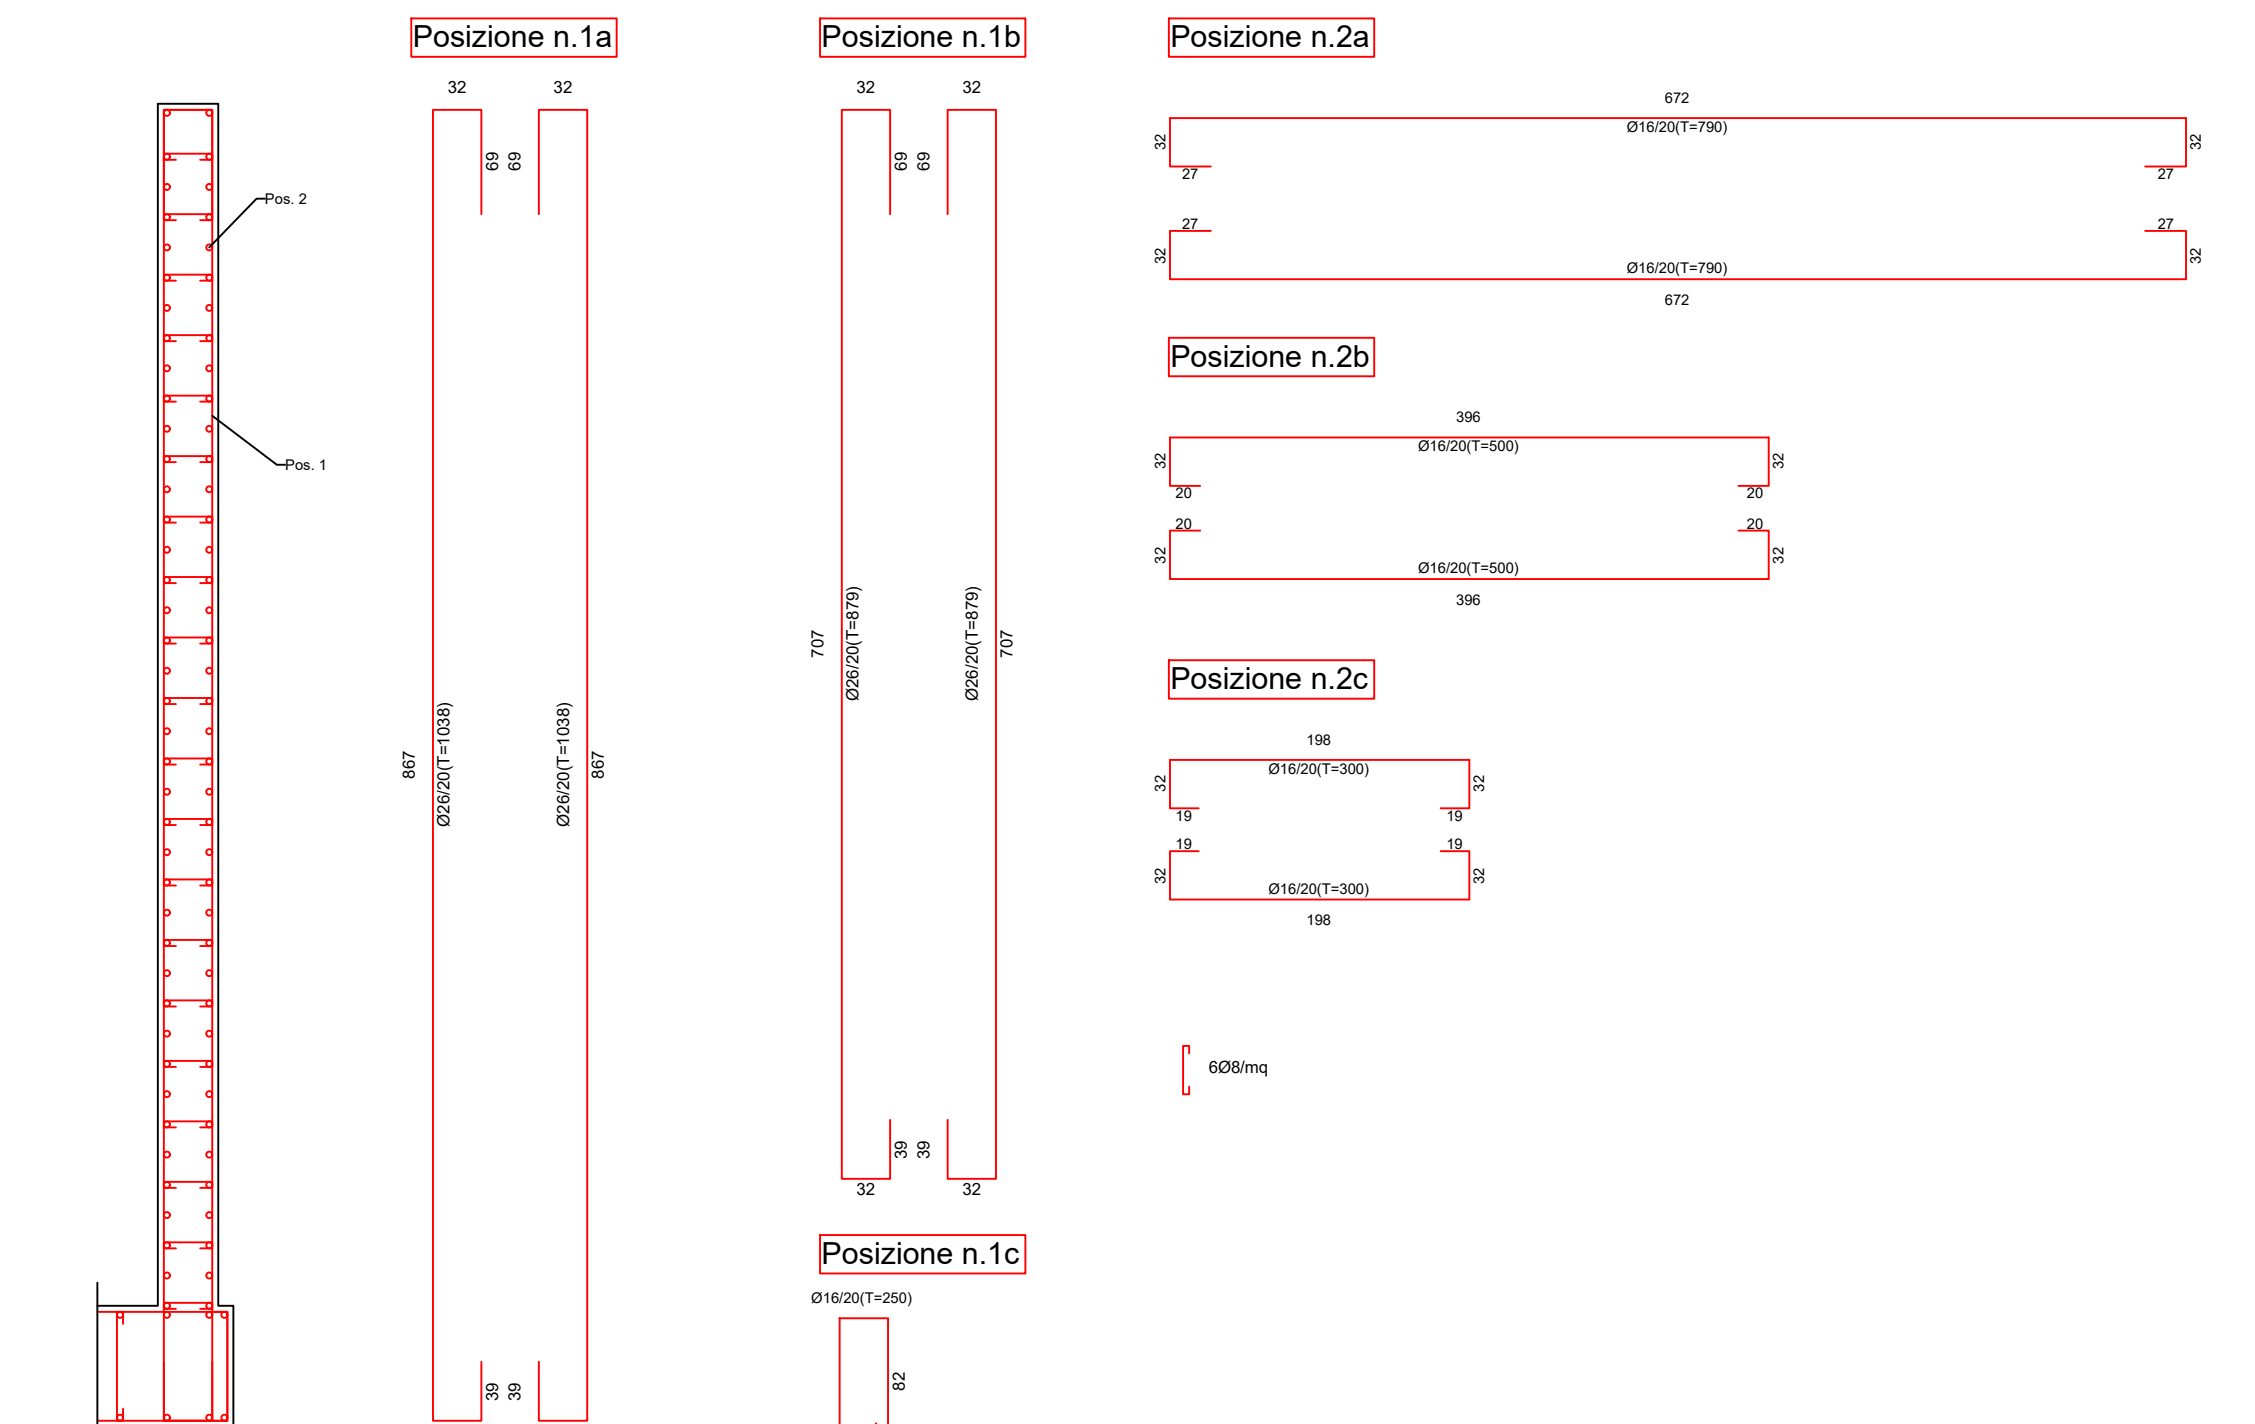 Posizione n.1a
Posizione n.1b
Posizione n.2a
32
32
32
32
69
69
69
69
Pos. 2
Pos. 1
867
Ø26/20(T=1038)
Ø26/20(T=1038)
867
39
39
707
Ø26/20(T=879)
Ø26/20(T=879)
707
39
39
32
32
672
Ø16/20(T=790)
32
32
27
27
27
27
32
32
Ø16/20(T=790)
672
Posizione n.2b
396
Ø16/20(T=500)
32
32
20
20
20
20
32
32
Ø16/20(T=500)
396
Posizione n.2c
198
Ø16/20(T=300)
32
32
19
19
19
19
32
32
Ø16/20(T=300)
198
6Ø8/mq
Posizione n.1c
Ø16/20(T=250)
82